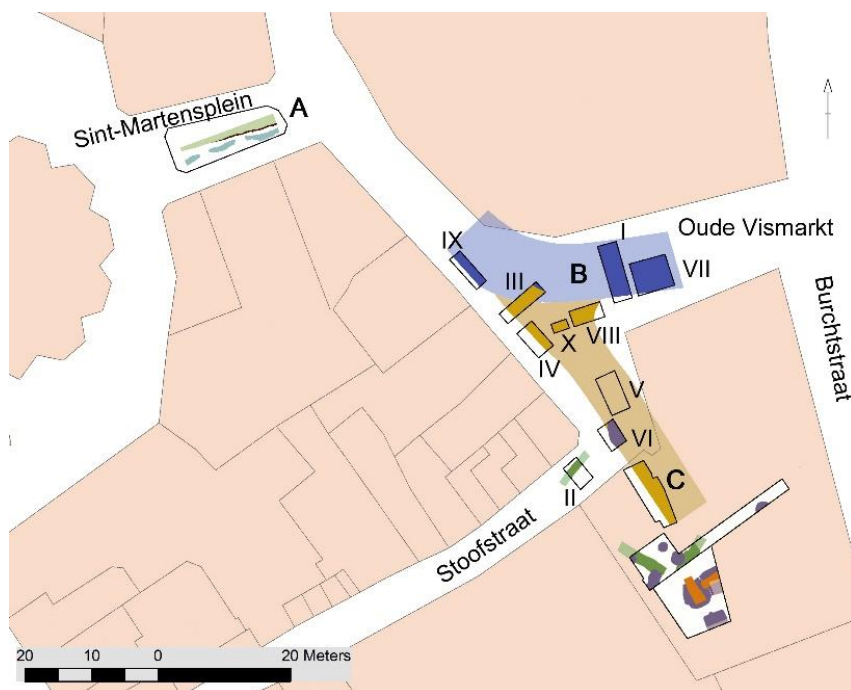 Sint-Martensplein
A
Oude Vismarkt
I
IX
B
VII
III
Burchtstraat
VIII
X
IV
V
VI
C
II
Stoofstraat
20 10 0 20 Meters